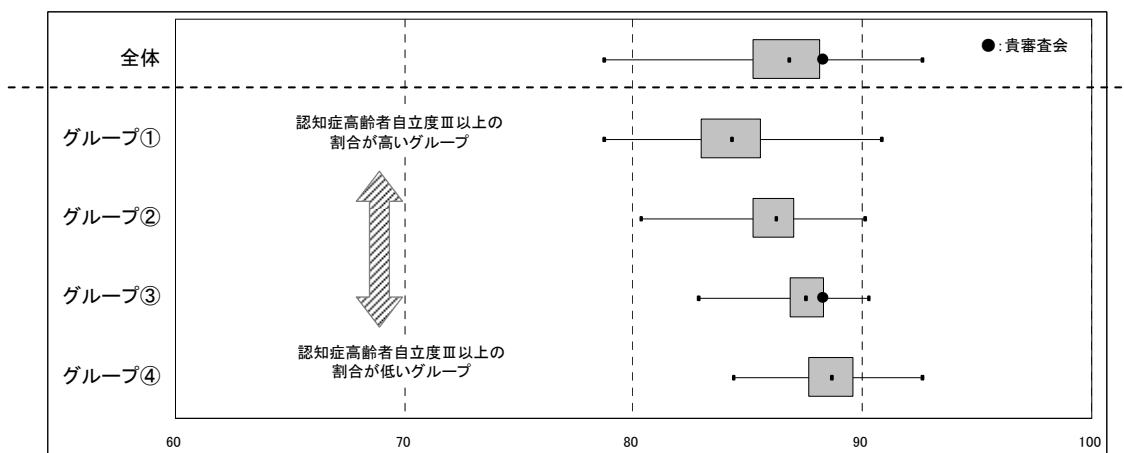 全体
●:貴審査会
グループ①
認知症高齢者自立度Ⅲ以上の
割合が高いグループ
グループ②
グループ③
認知症高齢者自立度Ⅲ以上の
割合が低いグループ
グループ④
60
70
80
90
100